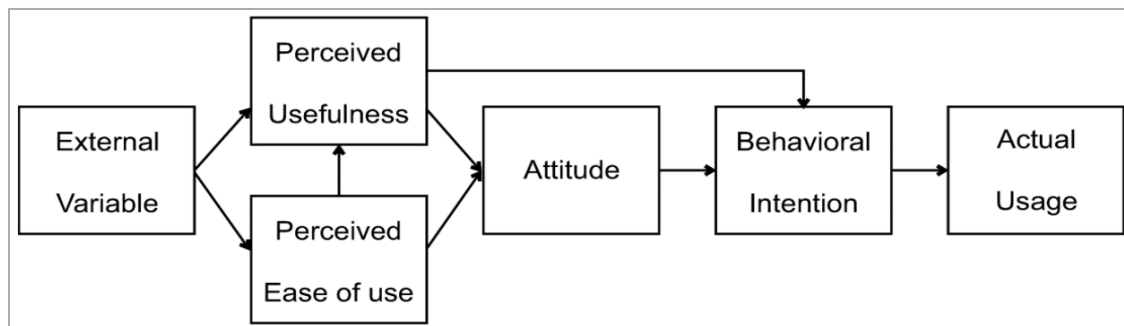 External
Variable
Perceived
Usefulness
Perceived
Ease of use
Attitude
Behavioral
Intention
Actual
Usage